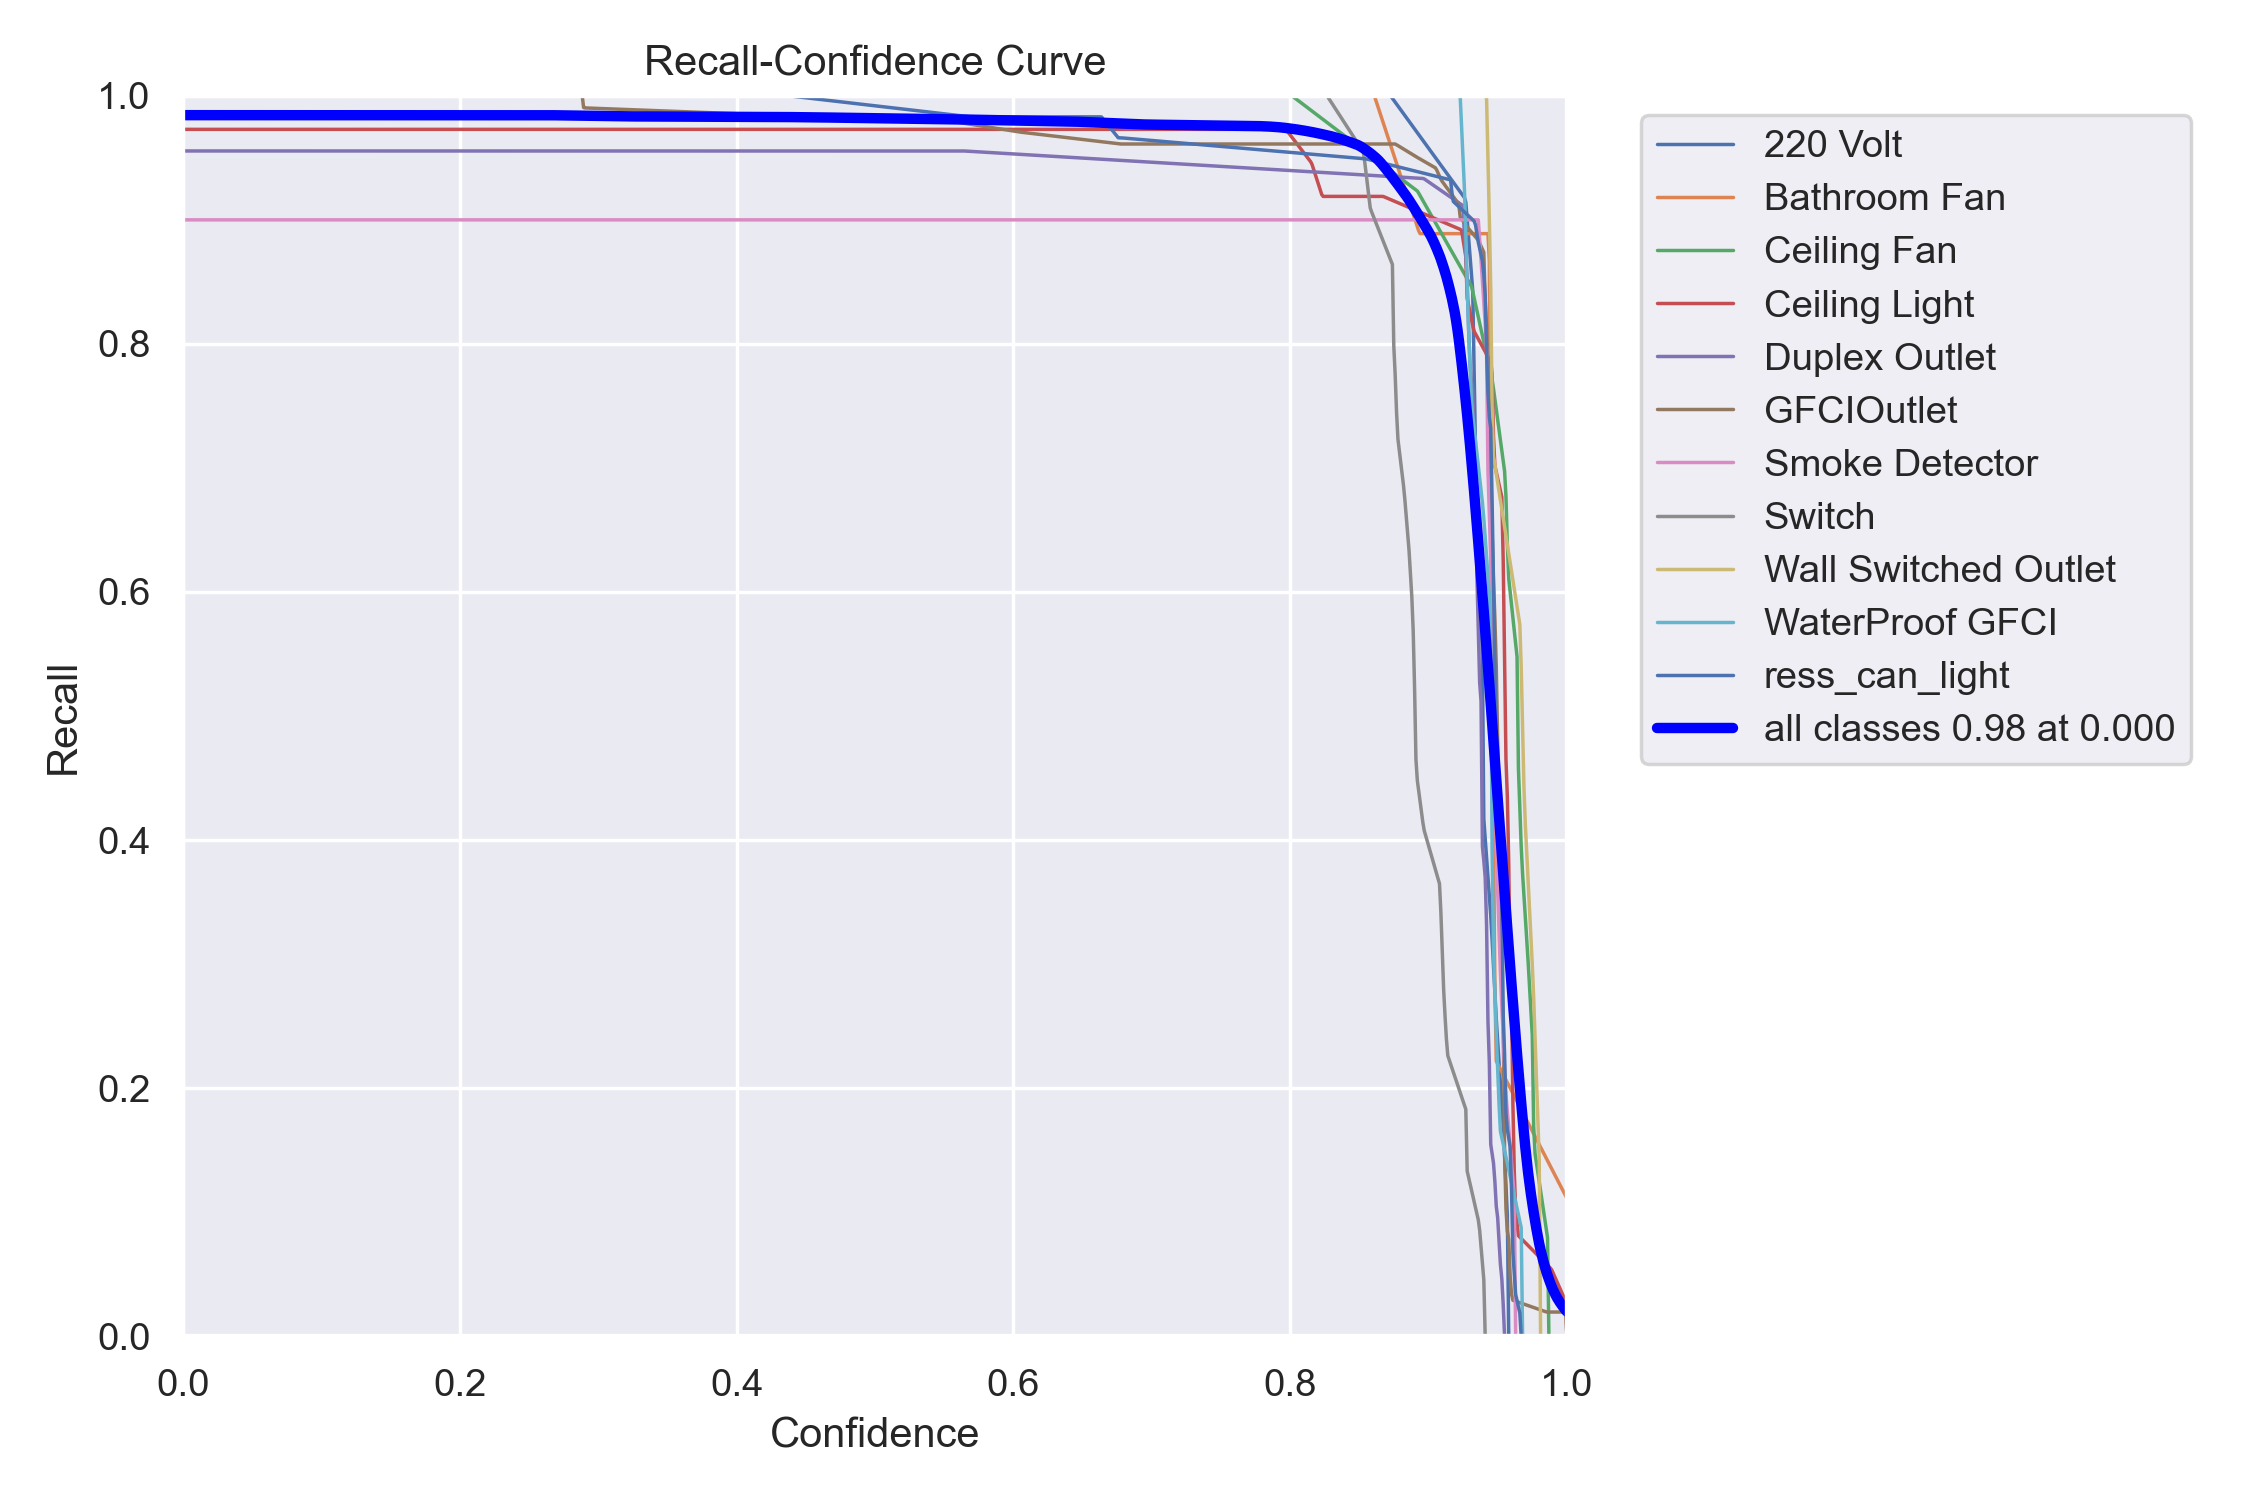 Recall-Confidence Curve
1.0
0.8
0.6
0.4
0.2
0.0
Recall
0.0 0.2 0.4 0.6 0.8 1.0
Confidence
220 Volt
Bathroom Fan
Ceiling Fan
Ceiling Light
Duplex Outlet
GFCIOutlet
Smoke Detector
Switch
Wall Switched Outlet
WaterProof GFCI
ress_can_light
all classes 0.98 at 0.000